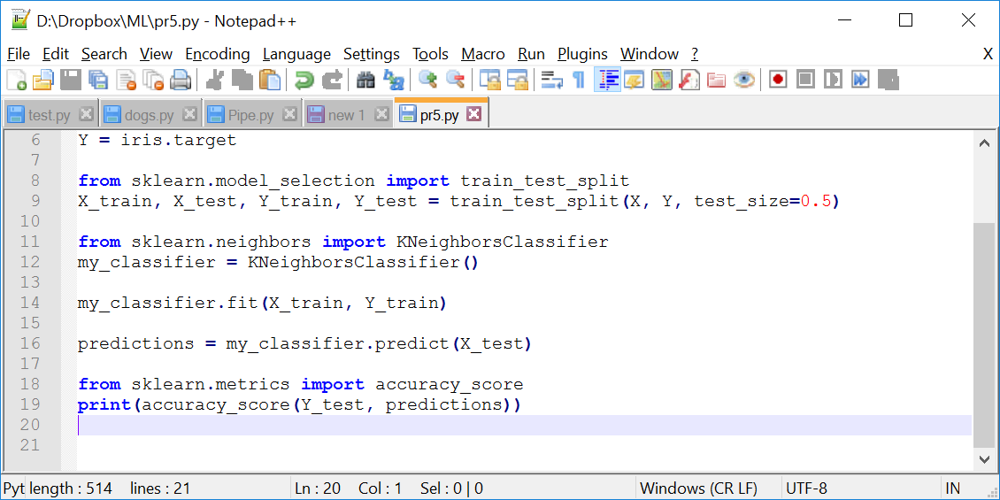 D:\Dropbox\ML\pr5.py - Notepad++
File Edit Search View Encoding Language Settings Tools Macro Run Plugins Window ? X
test.py dogs.py Pipe.py new 1 pr5.py
6 Y = iris.target
7
8 from sklearn.model_selection import train_test_split
9 X_train, X_test, Y_train, Y_test = train_test_split(X, Y, test_size=0.5)
10
11 from sklearn.neighbors import KNeighborsClassifier
12 my_classifier = KNeighborsClassifier()
13
14 my_classifier.fit(X_train, Y_train)
15
16 predictions = my_classifier.predict(X_test)
17
18 from sklearn.metrics import accuracy_score
19 print(accuracy_score(Y_test, predictions))
20
21
Pyt length : 514 lines : 21 Ln : 20 Col : 1 Sel : 0 | 0 Windows (CR LF) UTF-8 IN